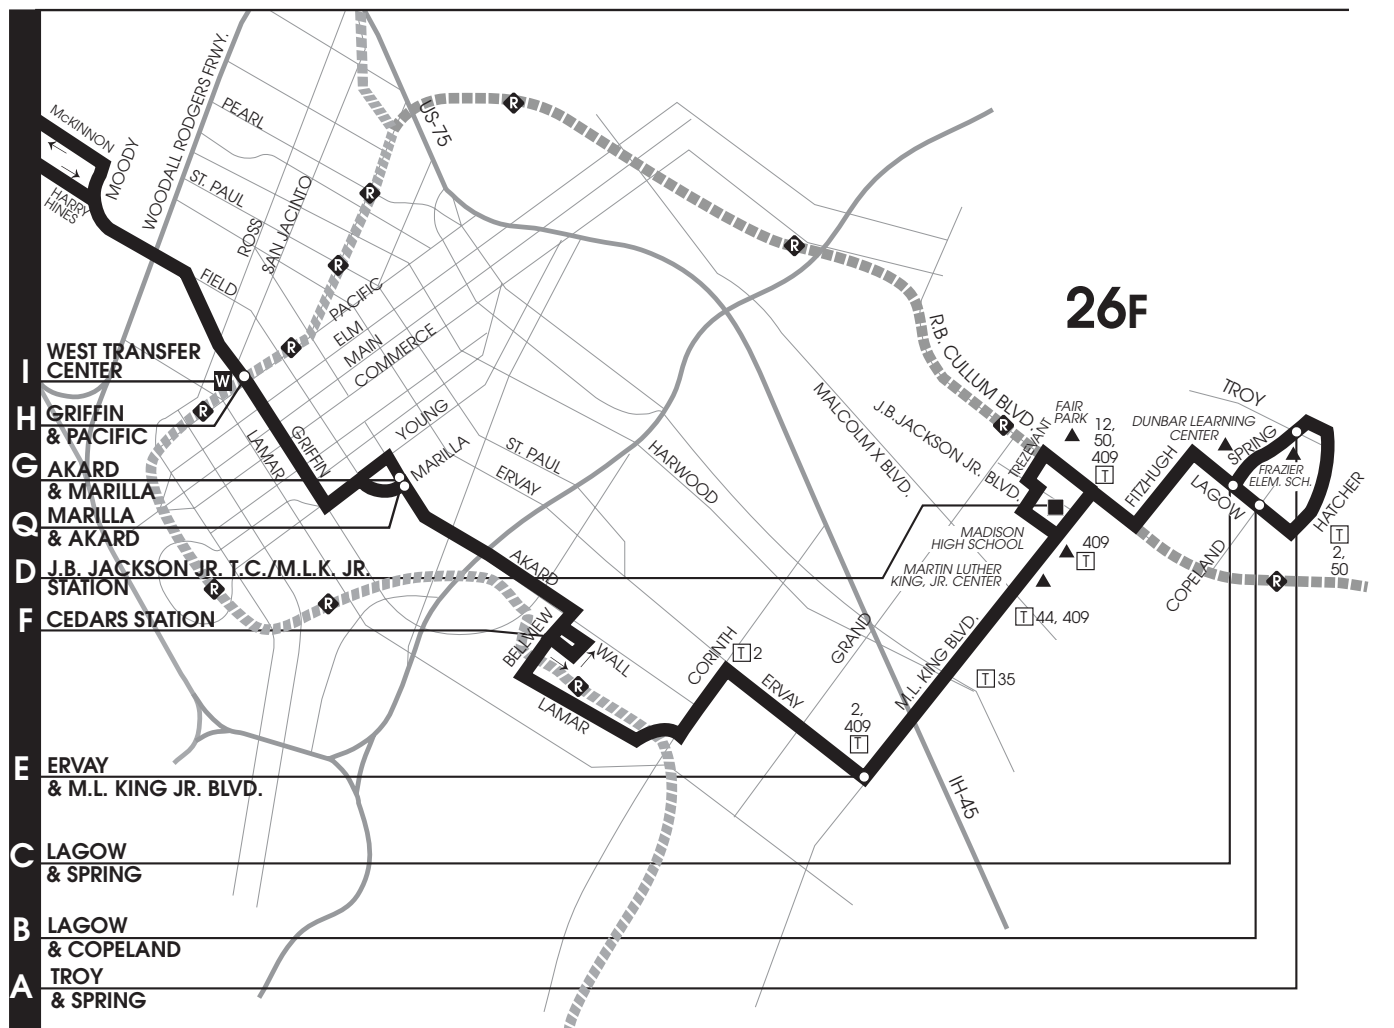 McKINNON
MOODY
HARRY
HINES
WOODALL RODGERS FRWY.
PEARL
ST. PAUL
ROSS
SAN JACINTO
FIELD
US-75
R
R
R
R
R
R
R
R
R
R
R
R
PACIFIC
ELM
MAIN
COMMERCE
26F
I
WEST TRANSFER
CENTER
W
H
GRIFFIN
& PACIFIC
G
AKARD
& MARILLA
Q
MARILLA
& AKARD
D
J.B. JACKSON JR. T.C./M.L.K. JR.
STATION
F
CEDARS STATION
E
ERVAY
& M.L. KING JR. BLVD.
C
LAGOW
& SPRING
B
LAGOW
& COPELAND
A
TROY
& SPRING
LAMAR
GRIFFIN
YOUNG
MARILLA
ST. PAUL
ERVAY
HARWOOD
AKARD
BELLVIEW
WALL
LAMAR
CORINTH
T 2
ERVAY
GRAND
2,
409
T
M.L. KING BLVD.
IH-45
T 35
T 44, 409
409
T
MALCOLM X BLVD.
J.B.JACKSON JR. BLVD.
R.B. CULLUM BLVD.
TREZEVANT
FAIR
PARK
12,
50,
409
T
MADISON
HIGH SCHOOL
MARTIN LUTHER
KING, JR. CENTER
FITZHUGH
DUNBAR LEARNING
CENTER
TROY
SPRING
LAGOW
FRAZIER
ELEM. SCH.
HATCHER
T
2,
50
COPELAND